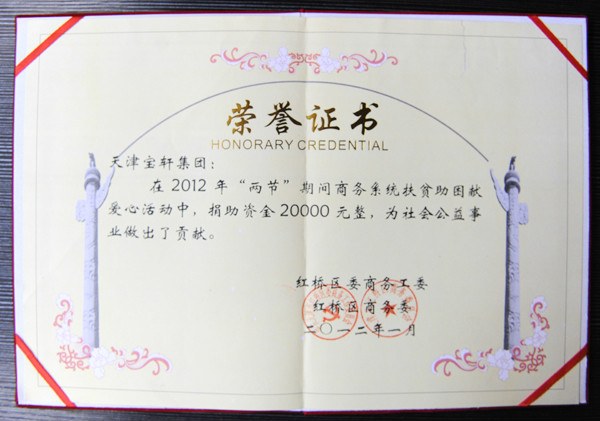 荣誉证书
HONORARY CREDENTIAL
天津宝轩集团：
在2012年“两节”期间商务系统扶贫助困献
爱心活动中，捐助资金20000元整，为社会公益事
业做出了贡献。
红桥区委商务工委
红桥区商务委
二〇一二年一月